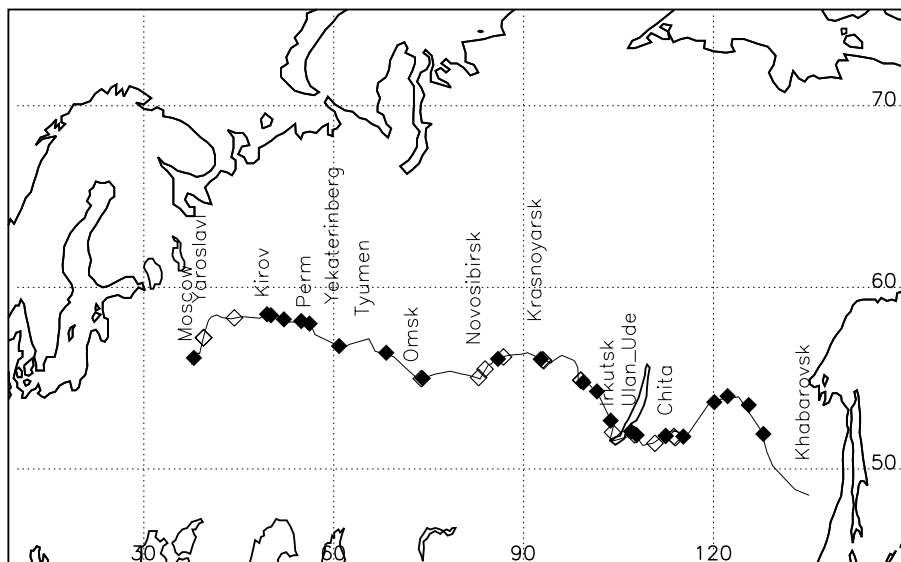 70
60
50
30
60
90
120
Moscow
Yaroslavl
Kirov
Perm
Yekaterinberg
Tyumen
Omsk
Novosibirsk
Krasnoyarsk
Irkutsk
Ulan_Ude
Chita
Khabarovsk